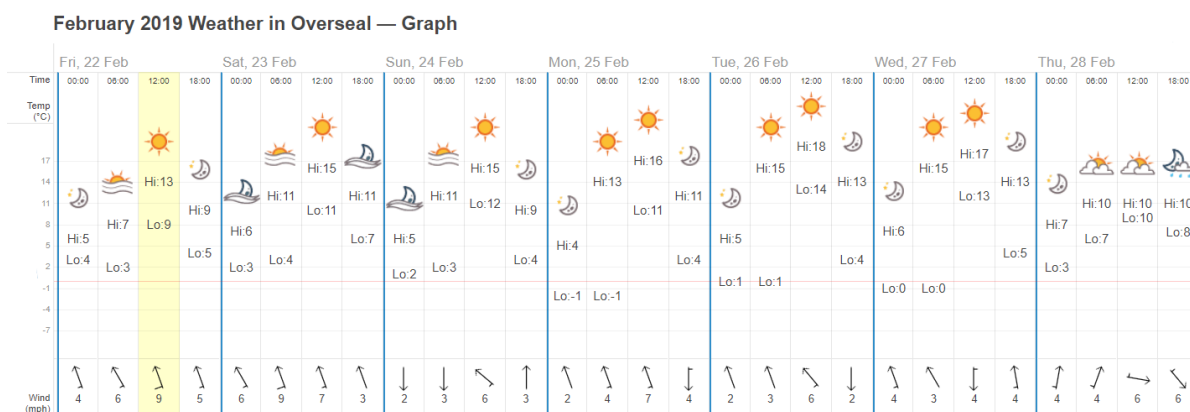 February 2019 Weather in Overseal — Graph
Fri, 22 Feb Sat, 23 Feb Sun, 24 Feb Mon, 25 Feb Tue, 26 Feb Wed, 27 Feb Thu, 28 Feb
Time 00:00 06:00 12:00 18:00 00:00 06:00 12:00 18:00 00:00 06:00 12:00 18:00 00:00 06:00 12:00 18:00 00:00 06:00 12:00 18:00 00:00 06:00 12:00 18:00 00:00 06:00 12:00 18:00
Temp
(°C)
17
14
11
8
5
2
-1
-4
-7
Hi:5 Hi:7 Hi:13 Hi:9 Hi:6 Hi:11 Hi:15 Hi:11 Hi:5 Hi:11 Hi:15 Hi:9 Hi:4 Hi:13 Hi:16 Hi:11 Hi:5 Hi:15 Hi:18 Hi:13 Hi:6 Hi:15 Hi:17 Hi:13 Hi:7 Hi:10 Hi:10 Hi:10
Lo:4 Lo:3 Lo:9 Lo:5 Lo:3 Lo:4 Lo:11 Lo:7 Lo:2 Lo:3 Lo:12 Lo:4 Lo:-1 Lo:-1 Lo:11 Lo:4 Lo:1 Lo:1 Lo:14 Lo:4 Lo:0 Lo:0 Lo:13 Lo:5 Lo:3 Lo:7 Lo:10 Lo:8
Wind
(mph)
4 6 9 5 6 9 7 3 2 3 6 3 2 4 7 4 2 3 6 2 4 3 4 4 4 4 6 6